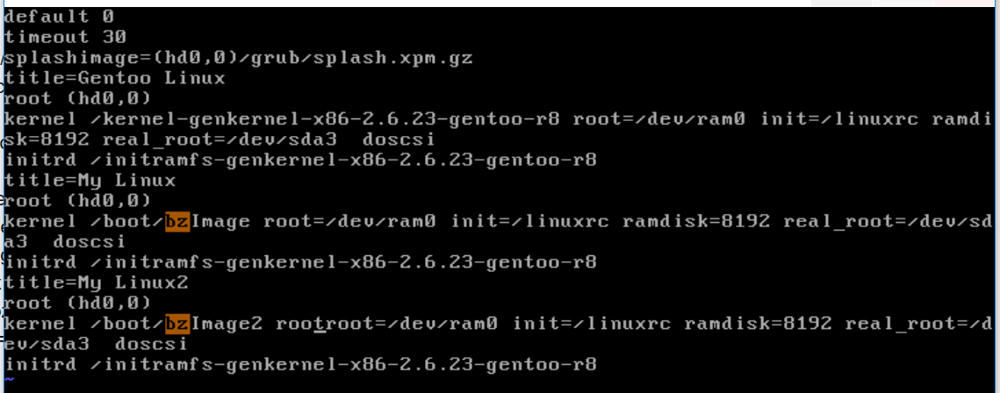 default 0
timeout 30
splashimage=(hd0,0)/grub/splash.xpm.gz
title=Gentoo Linux
root (hd0,0)
kernel /kernel-genkernel-x86-2.6.23-gentoo-r8 root=/dev/ram0 init=/linuxrc ramdi
sk=8192 real_root=/dev/sda3  doscsi
initrd /initramfs-genkernel-x86-2.6.23-gentoo-r8
title=My Linux
root (hd0,0)
kernel /boot/bzImage root=/dev/ram0 init=/linuxrc ramdisk=8192 real_root=/dev/sd
a3  doscsi
initrd /initramfs-genkernel-x86-2.6.23-gentoo-r8
title=My Linux2
root (hd0,0)
kernel /boot/bzImage2 rootroot=/dev/ram0 init=/linuxrc ramdisk=8192 real_root=/d
ev/sda3  doscsi
initrd /initramfs-genkernel-x86-2.6.23-gentoo-r8
~